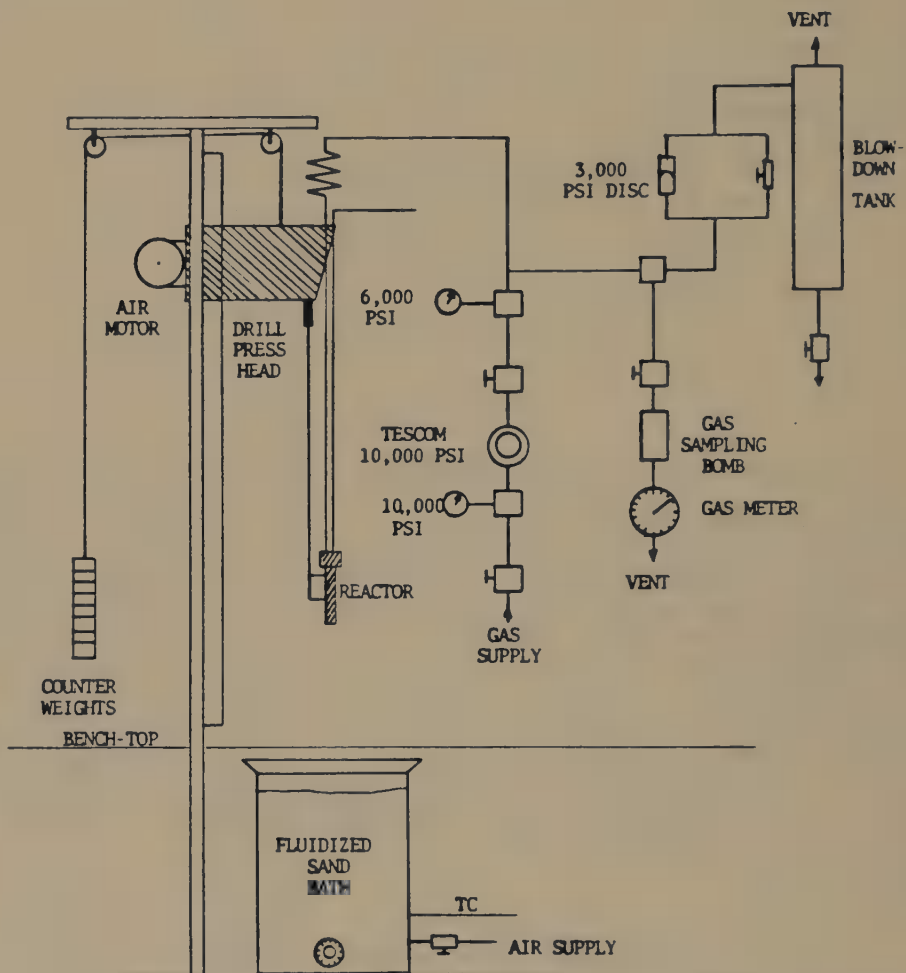 VENT
BLOW-
DOWN
TANK
3,000
PSI DISC
AIR
MOTOR
DRILL
PRESS
HEAD
6,000
PSI
TESCOM
10,000 PSI
10,000
PSI
GAS
SAMPLING
BOMB
GAS METER
VENT
REACTOR
GAS
SUPPLY
COUNTER
WEIGHTS
BENCH-TOP
FLUIDIZED
SAND
BATH
TC
AIR SUPPLY